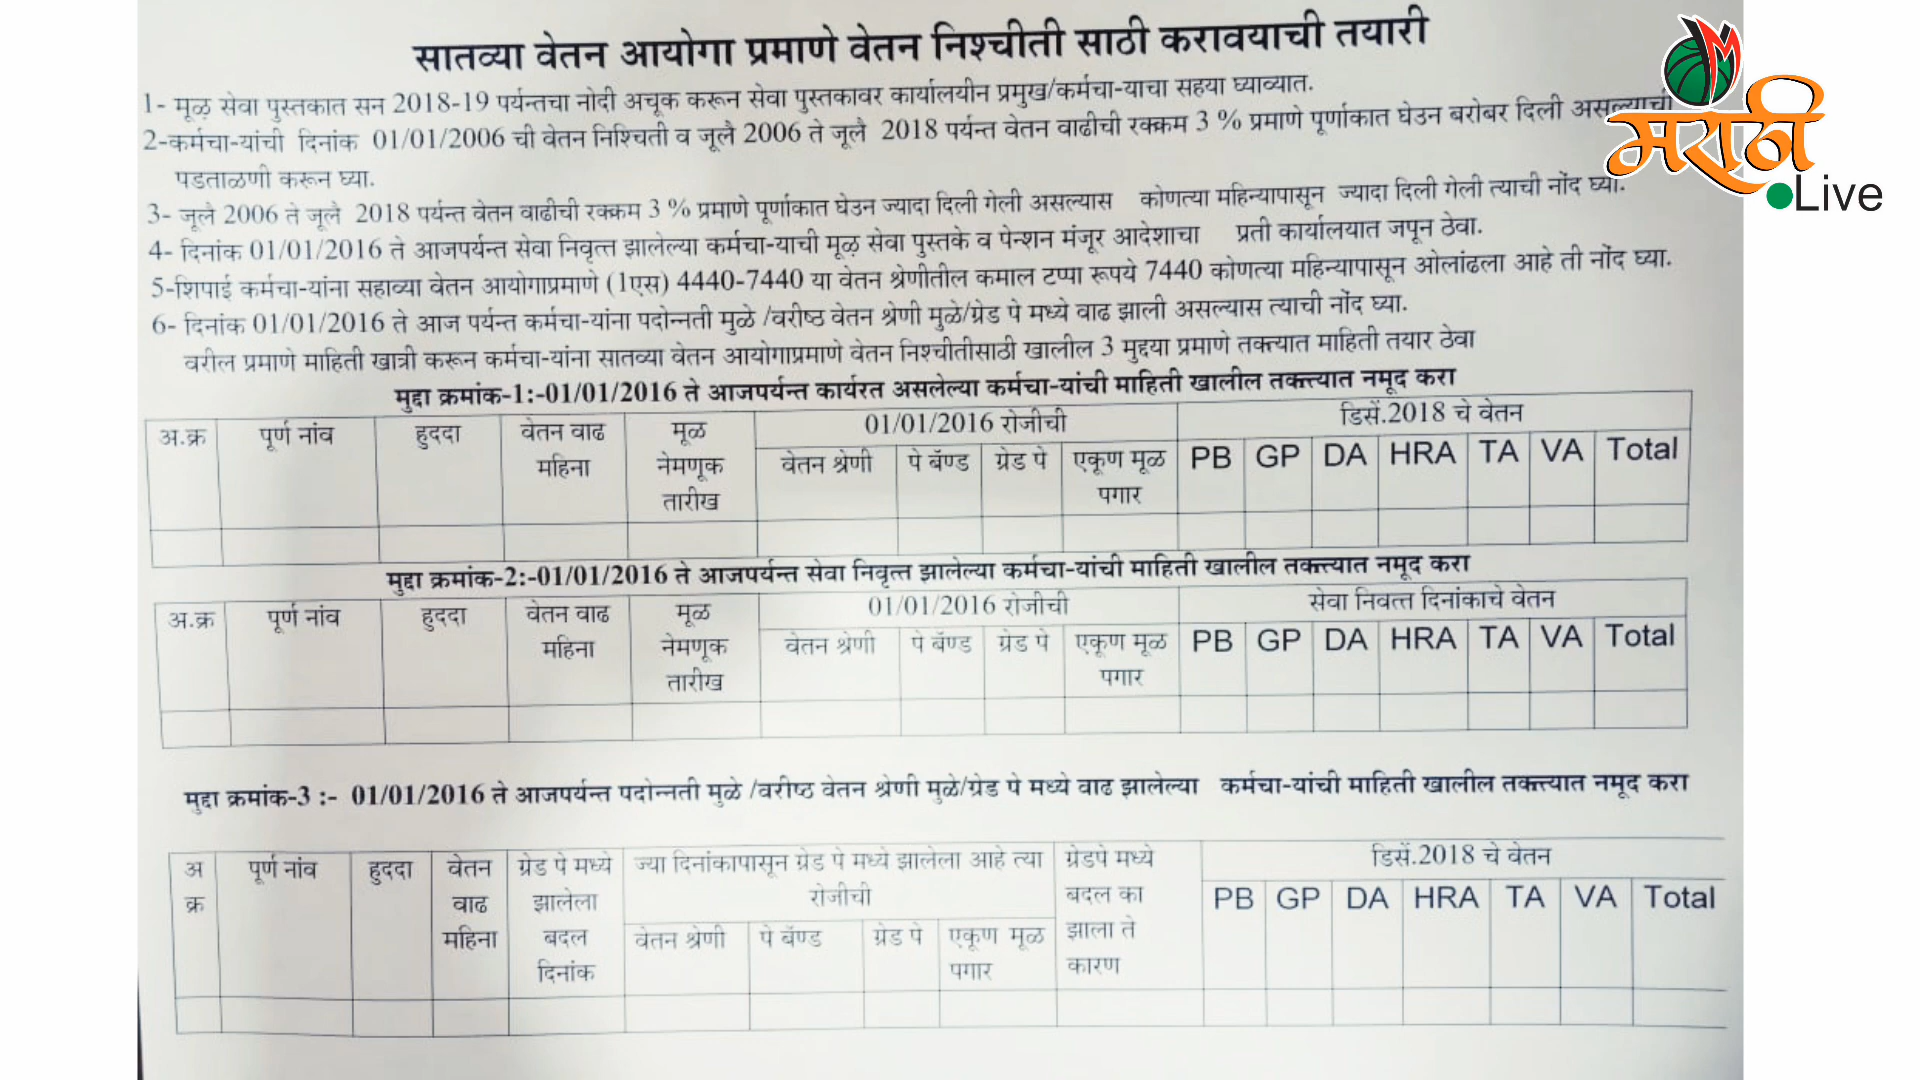 सातव्या वेतन आयोगा प्रमाणे वेतन निश्चीती साठी करावयाची तयारी
1- मूळ सेवा पुस्तकात सन 2018-19 पर्यन्तचा नोदी अचूक करून सेवा पुस्तकावर कार्यालयीन प्रमुख/कर्मचा-याचा सहया घ्याव्यात.
2-कर्मचा-यांची दिनांक 01/01/2006 ची वेतन निश्चिती व जूलै 2006 ते जूलै 2018 पर्यन्त वेतन वाढीची रक्कम 3 % प्रमाणे पूर्णाकात घेउन बरोबर दिली असल्याची
पडताळणी करून घ्या.
3- जूलै 2006 ते जूलै 2018 पर्यन्त वेतन वाढीची रक्कम 3 % प्रमाणे पूर्णाकात घेउन ज्यादा दिली गेली असल्यास कोणत्या महिन्यापासून ज्यादा दिली गेली त्याची नोंद घ्या.
4- दिनांक 01/01/2016 ते आजपर्यन्त सेवा निवृत्त झालेल्या कर्मचा-याची मूळ सेवा पुस्तके व पेन्शन मंजूर आदेशाचा प्रती कार्यालयात जपून ठेवा.
5-शिपाई कर्मचा-यांना सहाव्या वेतन आयोगाप्रमाणे (1एस) 4440-7440 या वेतन श्रेणीतील कमाल टप्पा रूपये 7440 कोणत्या महिन्यापासून ओलांढला आहे ती नोंद घ्या.
6- दिनांक 01/01/2016 ते आज पर्यन्त कर्मचा-यांना पदोन्नती मुळे /वरीष्ठ वेतन श्रेणी मुळे/ग्रेड पे मध्ये वाढ झाली असल्यास त्याची नोंद घ्या.
वरील प्रमाणे माहिती खात्री करून कर्मचा-यांना सातव्या वेतन आयोगाप्रमाणे वेतन निश्चीतीसाठी खालील 3 मुद्दया प्रमाणे तक्त्यात माहिती तयार ठेवा
मुद्दा क्रमांक-1:-01/01/2016 ते आजपर्यन्त कार्यरत असलेल्या कर्मचा-यांची माहिती खालील तक्त्यात नमूद करा
अ.क्र पूर्ण नांव हुददा वेतन वाढ मूळ 01/01/2016 रोजीची डिसें.2018 चे वेतन
महिना नेमणूक वेतन श्रेणी पे बॅण्ड ग्रेड पे एकूण मूळ PB GP DA HRA TA VA Total
तारीख पगार
मुद्दा क्रमांक-2:-01/01/2016 ते आजपर्यन्त सेवा निवृत्त झालेल्या कर्मचा-यांची माहिती खालील तक्त्यात नमूद करा
अ.क्र पूर्ण नांव हुददा वेतन वाढ मूळ 01/01/2016 रोजीची सेवा निवत्त दिनांकाचे वेतन
महिना नेमणूक वेतन श्रेणी पे बॅण्ड ग्रेड पे एकूण मूळ PB GP DA HRA TA VA Total
तारीख पगार
मुद्दा क्रमांक-3 :- 01/01/2016 ते आजपर्यन्त पदोन्नती मुळे /वरीष्ठ वेतन श्रेणी मुळे/ग्रेड पे मध्ये वाढ झालेल्या कर्मचा-यांची माहिती खालील तक्त्यात नमूद करा
अ पूर्ण नांव हुददा वेतन ग्रेड पे मध्ये ज्या दिनांकापासून ग्रेड पे मध्ये झालेला आहे त्या ग्रेडपे मध्ये डिसें.2018 चे वेतन
क्र वाढ झालेला रोजीची बदल का PB GP DA HRA TA VA Total
महिना बदल वेतन श्रेणी पे बॅण्ड ग्रेड पे एकूण मूळ झाला ते
दिनांक पगार कारण
M
मराठी
Live